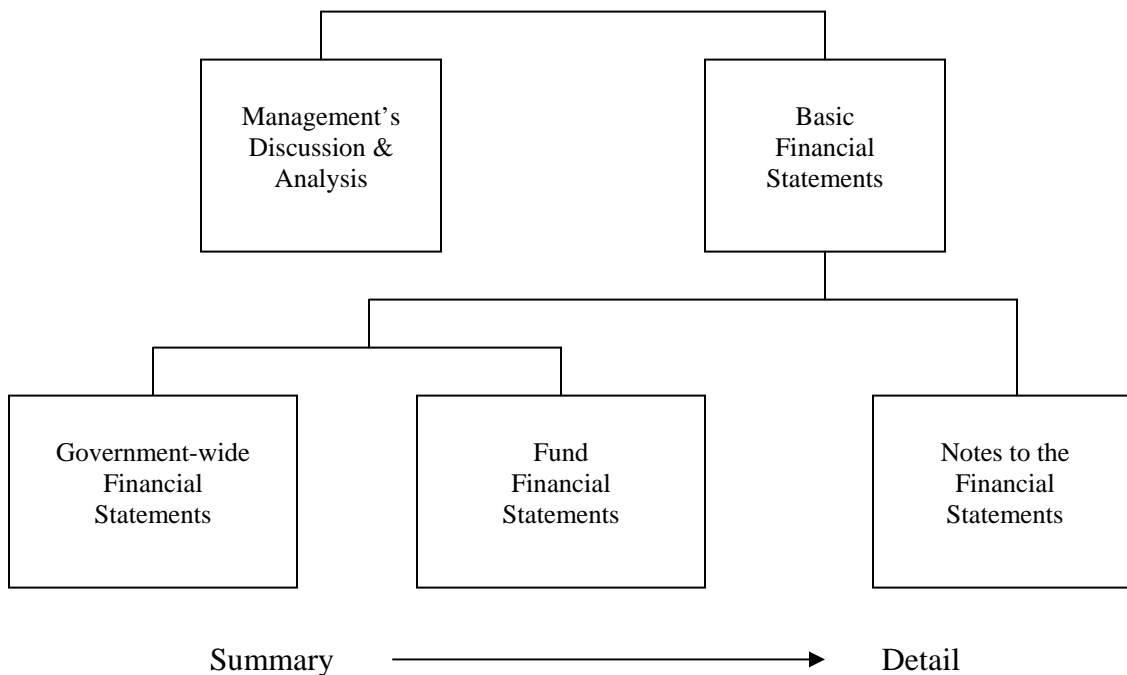 Management’s
Discussion &
Analysis
Basic
Financial
Statements
Government-wide
Financial
Statements
Fund
Financial
Statements
Notes to the
Financial
Statements
Summary
Detail